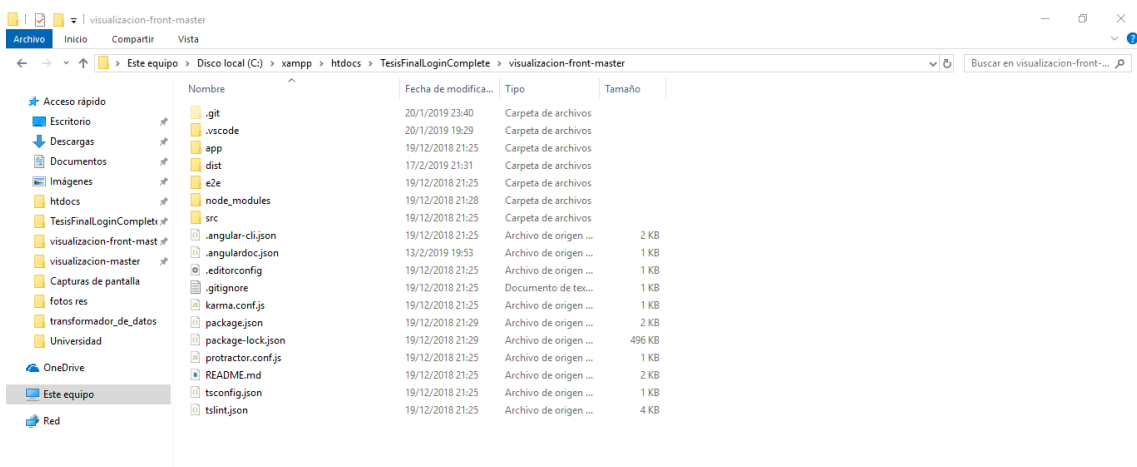 visualizacion-front-master
Archivo Inicio Compartir Vista
Este equipo > Disco local (C:) > xampp > htdocs > TesisFinalLoginComplete > visualizacion-front-master
Buscar en visualizacion-front-...
Acceso rápido
Escritorio
Descargas
Documentos
Imágenes
htdocs
TesisFinalLoginComplete
visualizacion-front-mast
visualizacion-master
Capturas de pantalla
fotos res
transformador_de_datos
Universidad
OneDrive
Este equipo
Red
Nombre Fecha de modifica... Tipo Tamaño
.git 20/1/2019 23:40 Carpeta de archivos
.vscode 20/1/2019 19:29 Carpeta de archivos
app 19/12/2018 21:25 Carpeta de archivos
dist 17/2/2019 21:31 Carpeta de archivos
e2e 19/12/2018 21:25 Carpeta de archivos
node_modules 19/12/2018 21:28 Carpeta de archivos
src 19/12/2018 21:25 Carpeta de archivos
.angular-cli.json 19/12/2018 21:25 Archivo de origen ... 2 KB
.angulardoc.json 13/2/2019 19:53 Archivo de origen ... 1 KB
.editorconfig 19/12/2018 21:25 Archivo de origen ... 1 KB
.gitignore 19/12/2018 21:25 Documento de tex... 1 KB
karma.conf.js 19/12/2018 21:25 Archivo de origen ... 1 KB
package.json 19/12/2018 21:29 Archivo de origen ... 2 KB
package-lock.json 19/12/2018 21:29 Archivo de origen ... 496 KB
protractor.conf.js 19/12/2018 21:25 Archivo de origen ... 1 KB
README.md 19/12/2018 21:25 Archivo de origen ... 2 KB
tsconfig.json 19/12/2018 21:25 Archivo de origen ... 1 KB
tslint.json 19/12/2018 21:25 Archivo de origen ... 4 KB